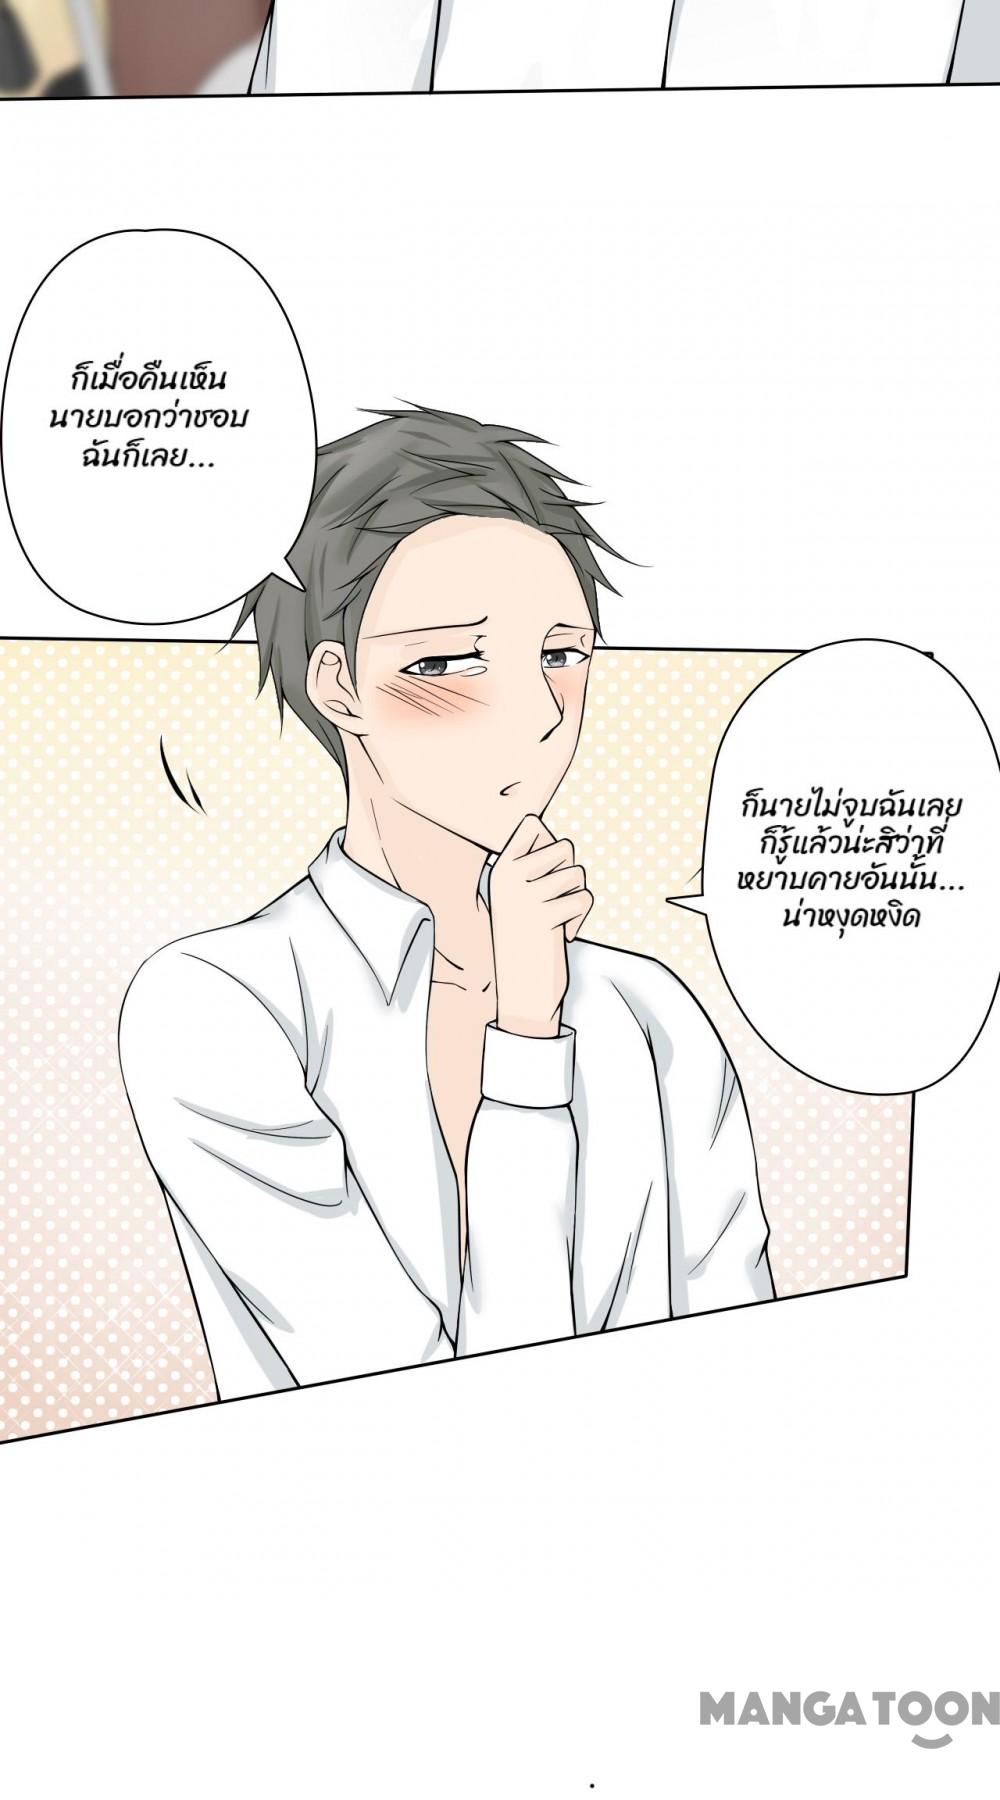 ก็เมื่อคืนเห็น
นายบอกว่าชอบ
ฉันก็เลย...
ก็นายไม่จูบฉันเลย
ก็รู้แล้วน่ะสิว่าที่
หยาบคายอันนั้น...
น่าหงุดหงิด
MANGATOON